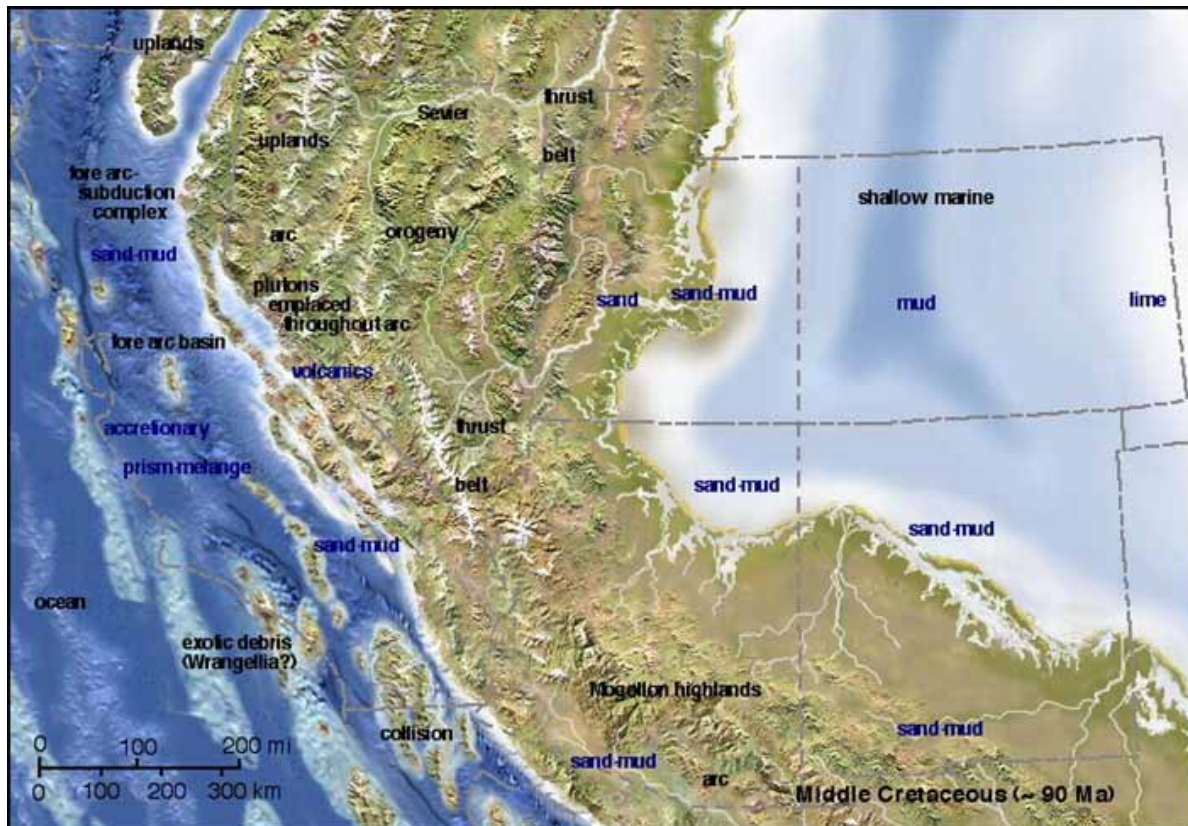 uplands
thrust
Sevier
uplands
belt
fore arc-
subduction
complex
shallow marine
arc
orogeny
sand-mud
plutons
emplaced
throughout arc
sand
sand-mud
mud
lime
fore arc basin
volcanics
accretionary
thrust
prism-melange
belt
sand-mud
sand-mud
sand-mud
ocean
exotic debris
(Wrangellia?)
Mogollon highlands
collision
sand-mud
sand-mud
arc
0 100 200 mi
0 100 200 300 km
Middle Cretaceous (~ 90 Ma)